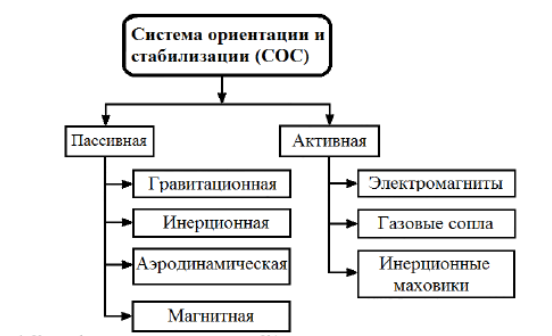 Система ориентации и
стабилизации (СОС)
Пассивная
Активная
Гравитационная
Инерционная
Аэродинамическая
Магнитная
Электромагниты
Газовые сопла
Инерционные
маховики